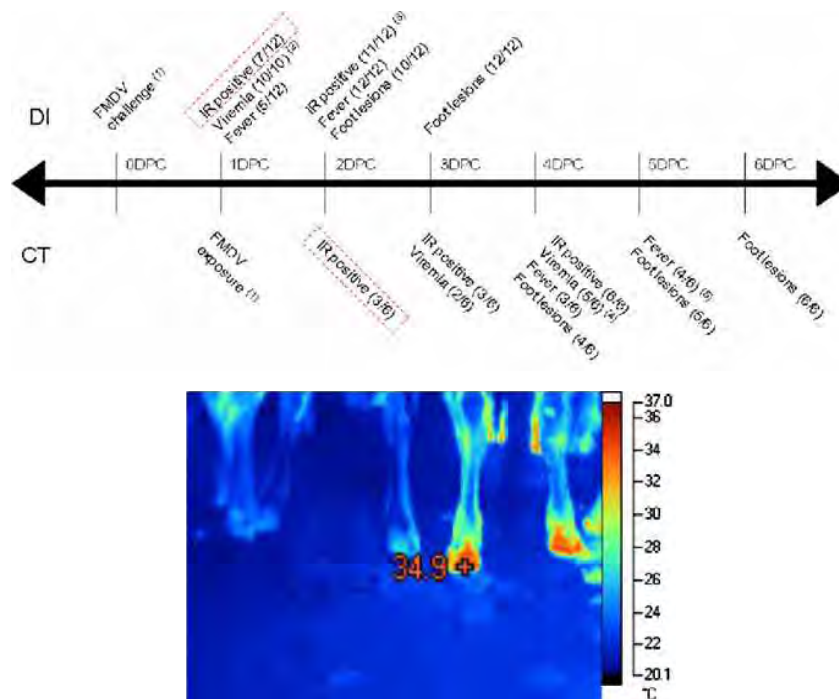 FMDV
challenge (1)
IR positive (7/12)
Viremia (10/10) (2)
Fever (5/12)
IR positive (11/12) (3)
Fever (12/12)
Foot lesions (10/12)
Foot lesions (12/12)
DI
0DPC
1DPC
2DPC
3DPC
4DPC
5DPC
6DPC
CT
FMDV
exposure (1)
IR positive (3/6)
IR positive (3/6)
Viremia (2/6)
IR positive (6/6)
Viremia (5/6) (4)
Fever (3/6)
Foot lesions (4/6)
Fever (4/6) (5)
Foot lesions (5/6)
Foot lesions (6/6)
37.0
36
34
32
30
28
26
24
22
20.1
°C
34.9 +